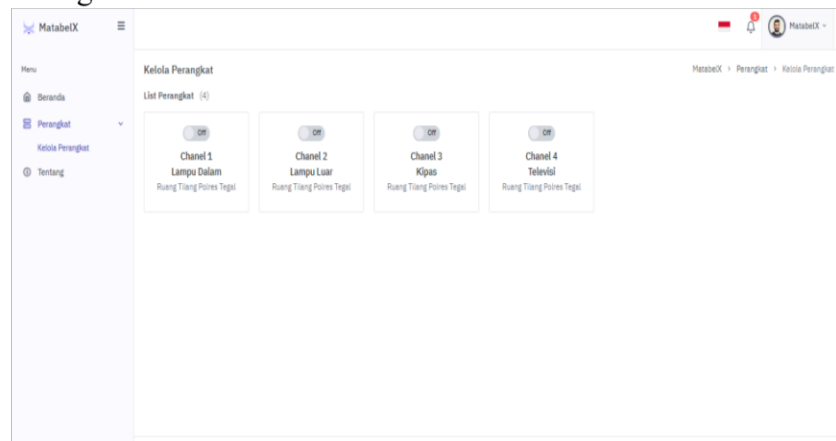 MatabelX
1
MatabelX
Menu
Beranda
Perangkat
Kelola Perangkat
Tentang
Kelola Perangkat
MatabelX > Perangkat > Kelola Perangkat
List Perangkat (4)
Off
Chanel 1
Lampu Dalam
Ruang Tilang Polres Tegal
Off
Chanel 2
Lampu Luar
Ruang Tilang Polres Tegal
Off
Chanel 3
Kipas
Ruang Tilang Polres Tegal
Off
Chanel 4
Televisi
Ruang Tilang Polres Tegal